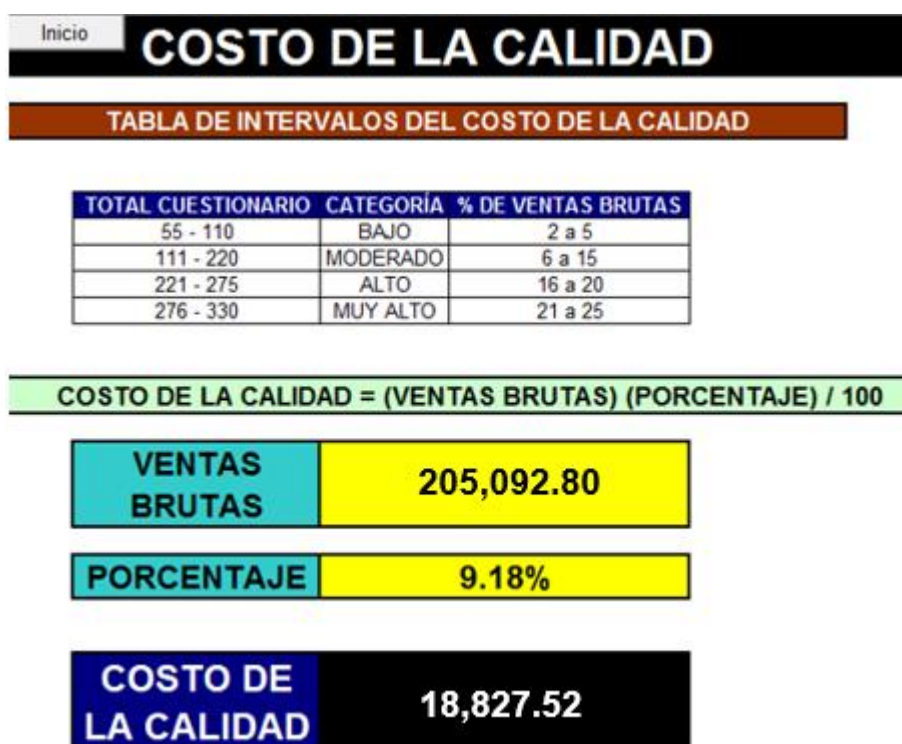 Inicio
COSTO DE LA CALIDAD
TABLA DE INTERVALOS DEL COSTO DE LA CALIDAD
TOTAL CUESTIONARIO CATEGORÍA % DE VENTAS BRUTAS
55 - 110 BAJO 2 a 5
111 - 220 MODERADO 6 a 15
221 - 275 ALTO 16 a 20
276 - 330 MUY ALTO 21 a 25
COSTO DE LA CALIDAD = (VENTAS BRUTAS) (PORCENTAJE) / 100
VENTAS
BRUTAS
205,092.80
PORCENTAJE 9.18%
COSTO DE
LA CALIDAD
18,827.52